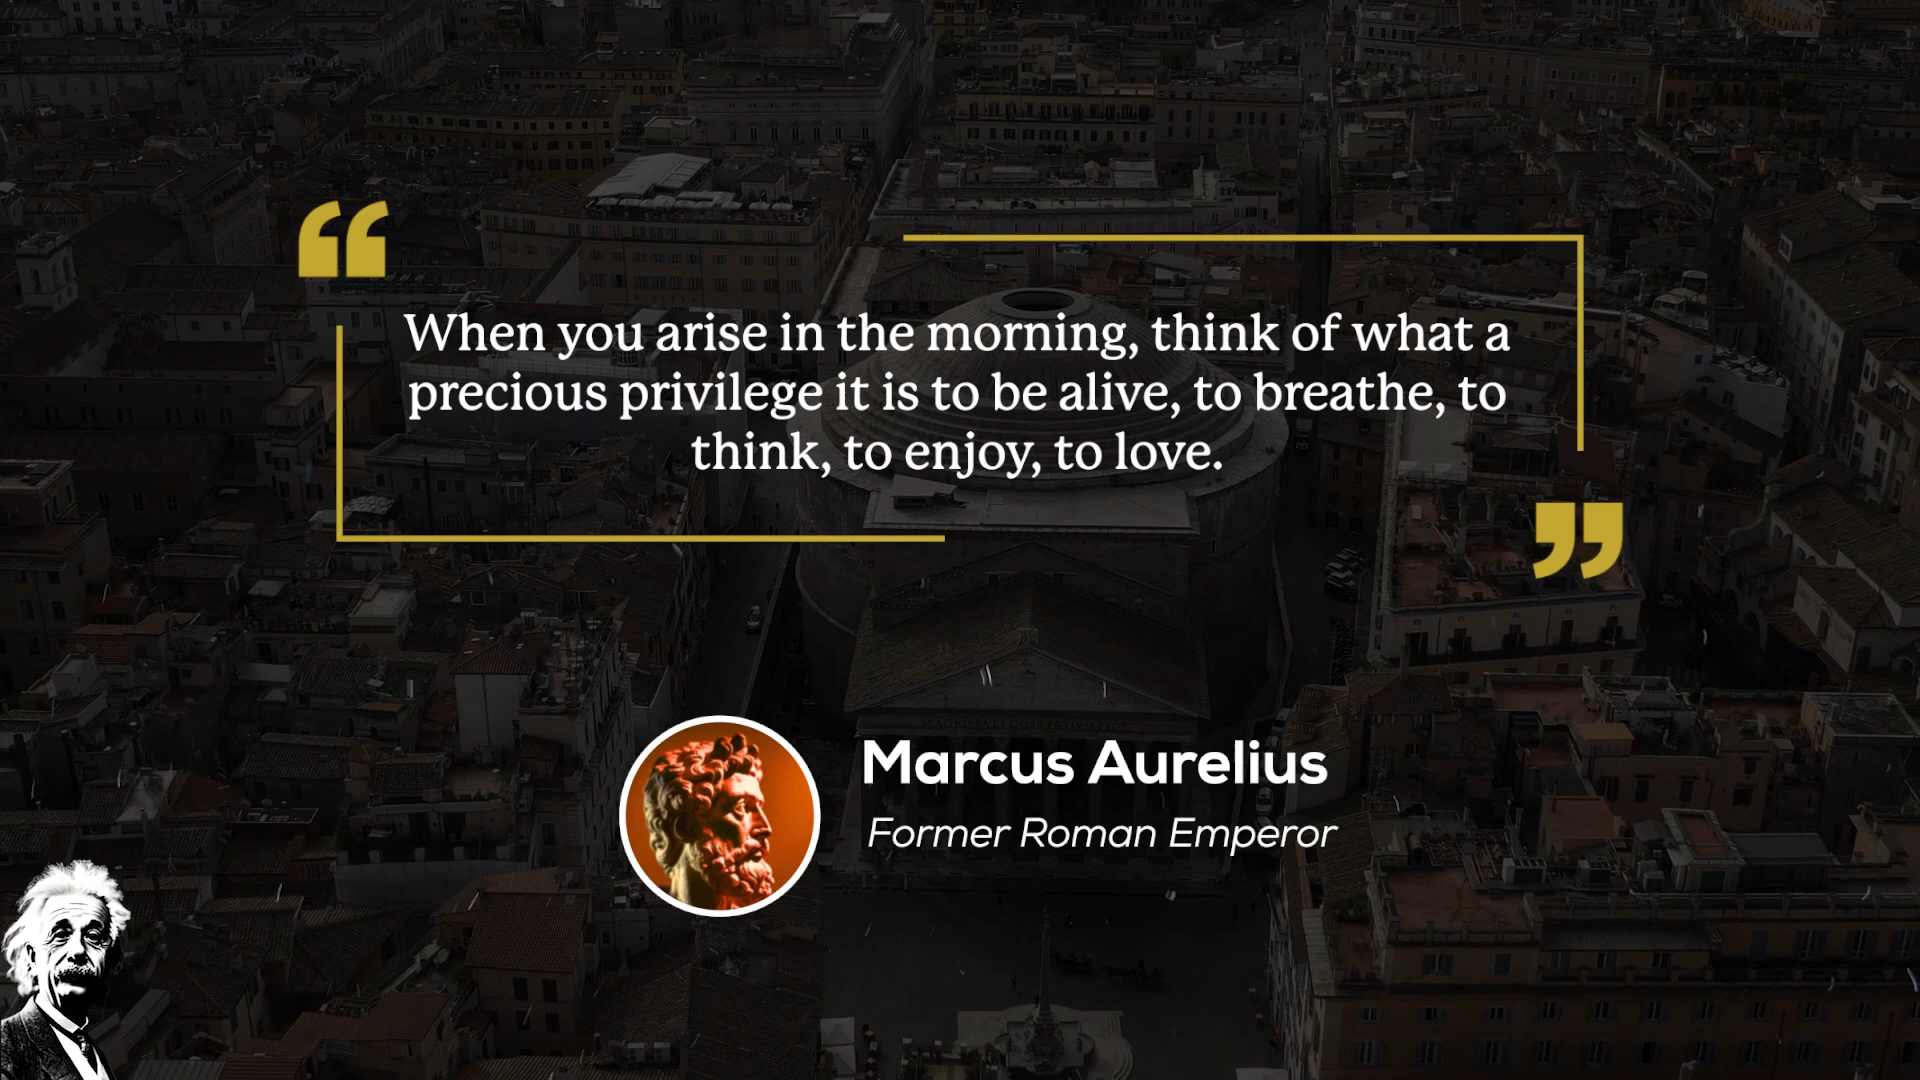 “
When you arise in the morning, think of what a
precious privilege it is to be alive, to breathe, to
think, to enjoy, to love.
”
Marcus Aurelius
Former Roman Emperor